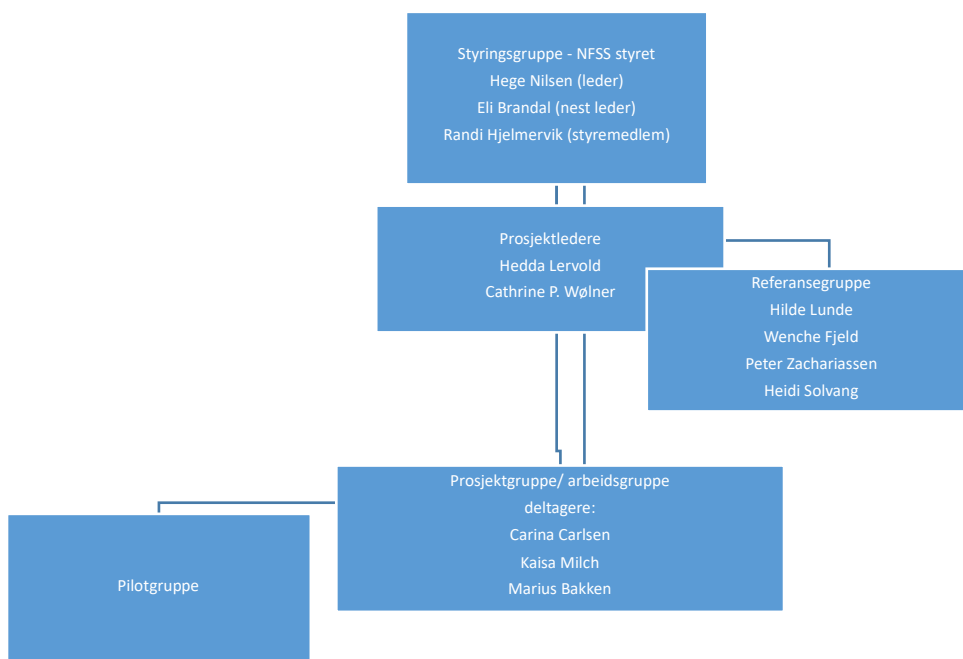 Styringsgruppe - NFSS styret
Hege Nilsen (leder)
Eli Brandal (nest leder)
Randi Hjelmervik (styremedlem)
Prosjektledere
Hedda Lervold
Cathrine P. Wølner
Referansegruppe
Hilde Lunde
Wenche Fjeld
Peter Zachariassen
Heidi Solvang
Prosjektgruppe/ arbeidsgruppe
deltagere:
Carina Carlsen
Kaisa Milch
Marius Bakken
Pilotgruppe